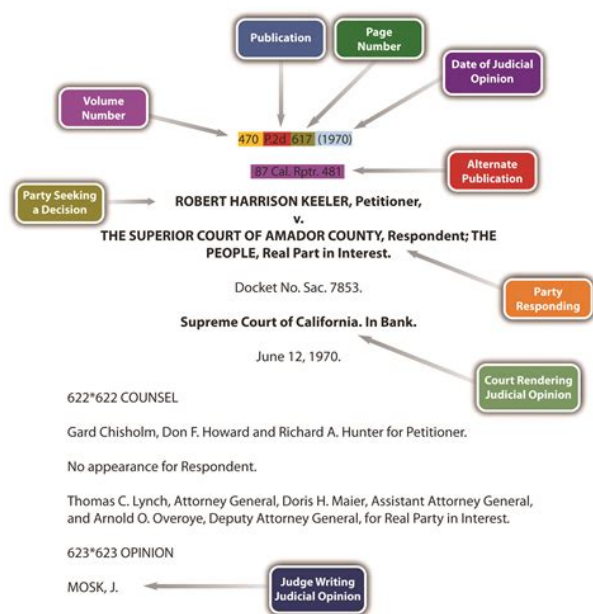 Publication
Page
Number
Date of Judicial
Opinion
Volume
Number
470 P.2d 617 (1970)
87 Cal. Rptr. 481
Alternate
Publication
Party Seeking
a Decision
ROBERT HARRISON KEELER, Petitioner,
v.
THE SUPERIOR COURT OF AMADOR COUNTY, Respondent; THE
PEOPLE, Real Part in Interest.
Docket No. Sac. 7853.
Party
Responding
Supreme Court of California. In Bank.
June 12, 1970.
Court Rendering
Judicial Opinion
622*622 COUNSEL
Gard Chisholm, Don F. Howard and Richard A. Hunter for Petitioner.
No appearance for Respondent.
Thomas C. Lynch, Attorney General, Doris H. Maier, Assistant Attorney General,
and Arnold O. Overoye, Deputy Attorney General, for Real Party in Interest.
623*623 OPINION
MOSK, J.
Judge Writing
Judicial Opinion